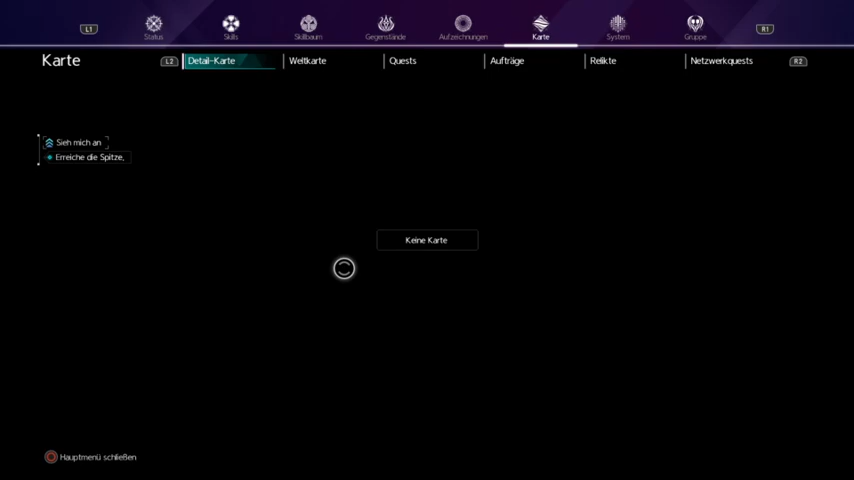 L1
Status
Skills
Skillbaum
Gegenstände
Aufzeichnungen
Karte
System
Gruppe
R1
Karte
L2
Detail-Karte
Weltkarte
Quests
Aufträge
Relikte
Netzwerkquests
R2
Sieh mich an
Erreiche die Spitze,
Keine Karte
Hauptmenü schließen